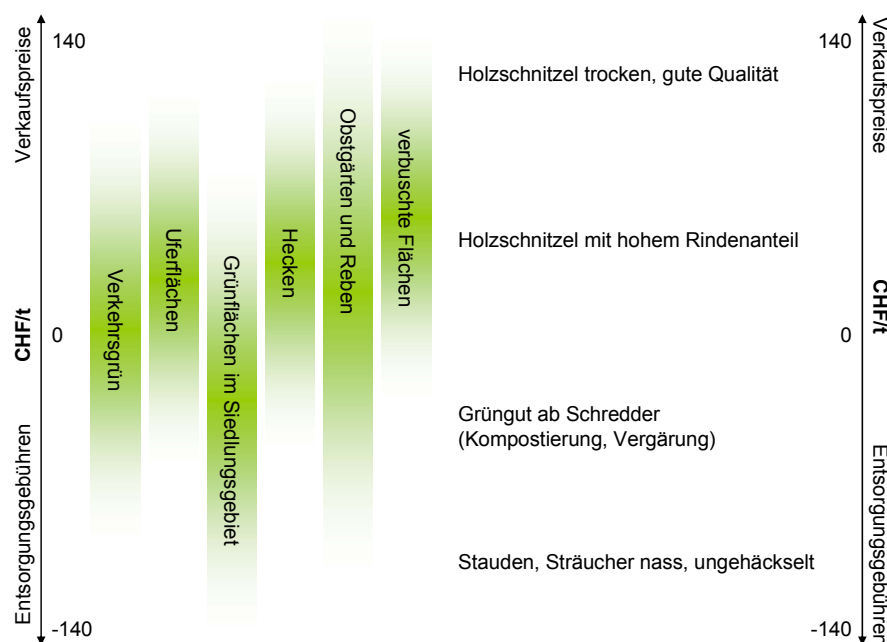 Verkaufspreise
CHF/t
Entsorgungsgebühren
140
0
-140
Verkehrsgrün
Uferflächen
Grünflächen im Siedlungsgebiet
Hecken
Obstgärten und Reben
verbuschte Flächen
Holzschnitzel trocken, gute Qualität
Holzschnitzel mit hohem Rindenanteil
Grüngut ab Schredder
(Kompostierung, Vergärung)
Stauden, Sträucher nass, ungehäckselt
140
0
-140
Verkaufspreise
CHF/t
Entsorgungsgebühren